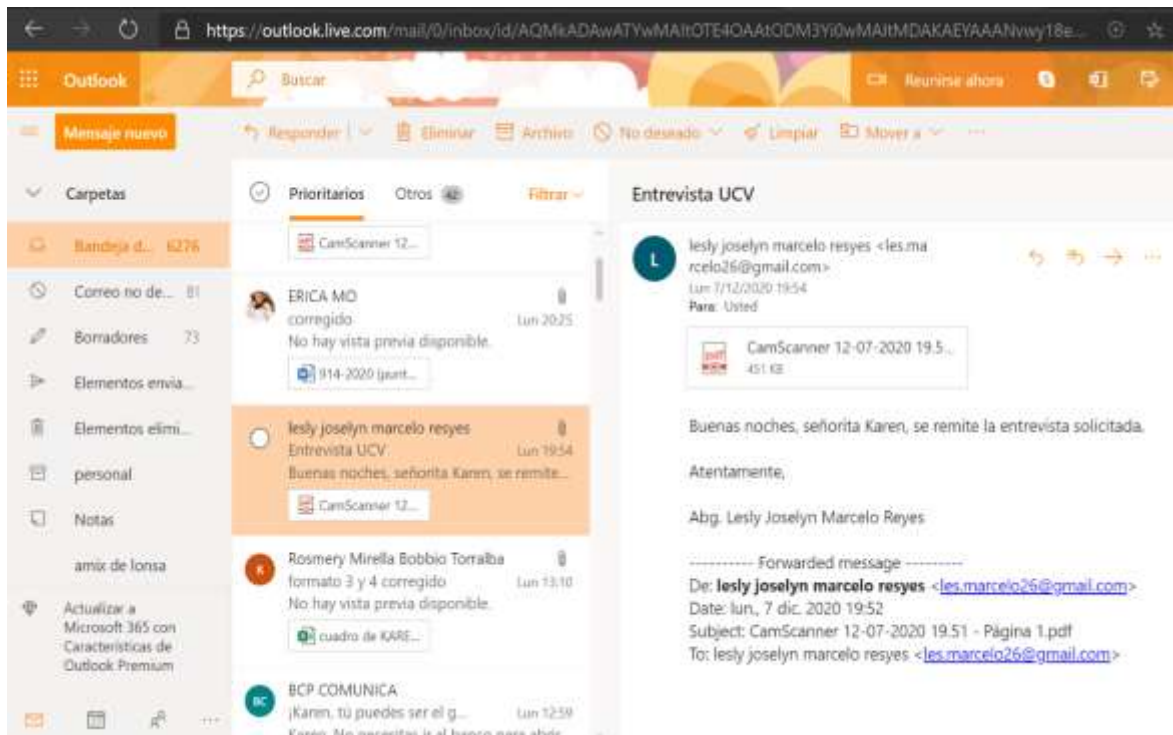 https://outlook.live.com/mail/0/inbox/id/
Outlook
Buscar
Reunirse ahora
Mensaje nuevo
Responder
Eliminar
Archivo
No deseado
Limpiar
Mover a
Carpetas
Bandeja d... 6276
Correo no de... 81
Borradores 73
Elementos envia...
Elementos elimi...
personal
Notas
amix de lonsa
Actualizar a
Microsoft 365 con
Características de
Outlook Premium
Prioritarios
Otros 42
Filtrar
CamScanner 12...
ERICA MO
corregido Lun 20:25
No hay vista previa disponible.
914-2020 (punt...
lesly joselyn marcelo resyes
Entrevista UCV Lun 19:54
Buenas noches, señorita Karen, se remite...
CamScanner 12...
Rosmery Mirella Bobbio Torralba
formato 3 y 4 corregido Lun 13:10
No hay vista previa disponible.
cuadro de KARE...
BC
BCP COMUNICA
¡Karen, tú puedes ser el g... Lun 12:59
Entrevista UCV
L
lesly joselyn marcelo resyes <les.ma
rcelo26@gmail.com>
Lun 7/12/2020 19:54
Para: Usted
CamScanner 12-07-2020 19.5...
451 KB
Buenas noches, señorita Karen, se remite la entrevista solicitada.
Atentamente,
Abg. Lesly Joselyn Marcelo Reyes
---------- Forwarded message ---------
De: lesly joselyn marcelo resyes <les.marcelo26@gmail.com>
Date: lun., 7 dic. 2020 19:52
Subject: CamScanner 12-07-2020 19.51 - Página 1.pdf
To: lesly joselyn marcelo resyes <les.marcelo26@gmail.com>